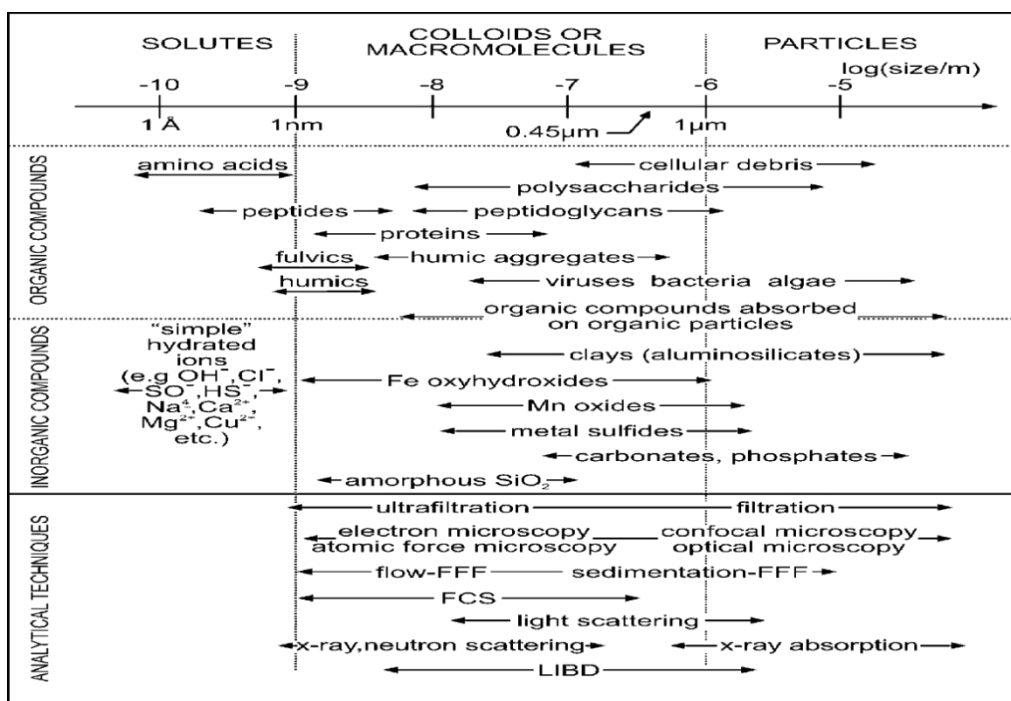 SOLUTES
COLLOIDS OR
MACROMOLECULES
PARTICLES
-10 -9 -8 -7 -6 -5 log(size/m)
1 Å 1nm 0.45µm 1µm
ORGANIC COMPOUNDS
amino acids cellular debris
polysaccharides
peptides peptidoglycans
proteins
fulvics humic aggregates
humics viruses bacteria algae
organic compounds absorbed
on organic particles
INORGANIC COMPOUNDS
"simple"
hydrated
ions
(e.g OH⁻,Cl⁻,
SO⁻,HS⁻,
Na⁴,Ca²⁺,
Mg²⁺,Cu²⁻,
etc.)
clays (aluminosilicates)
Fe oxyhydroxides
Mn oxides
metal sulfides
carbonates, phosphates
amorphous SiO₂
ANALYTICAL TECHNIQUES
ultrafiltration filtration
electron microscopy confocal microscopy
atomic force microscopy optical microscopy
flow-FFF sedimentation-FFF
FCS
light scattering
x-ray,neutron scattering x-ray absorption
LIBD